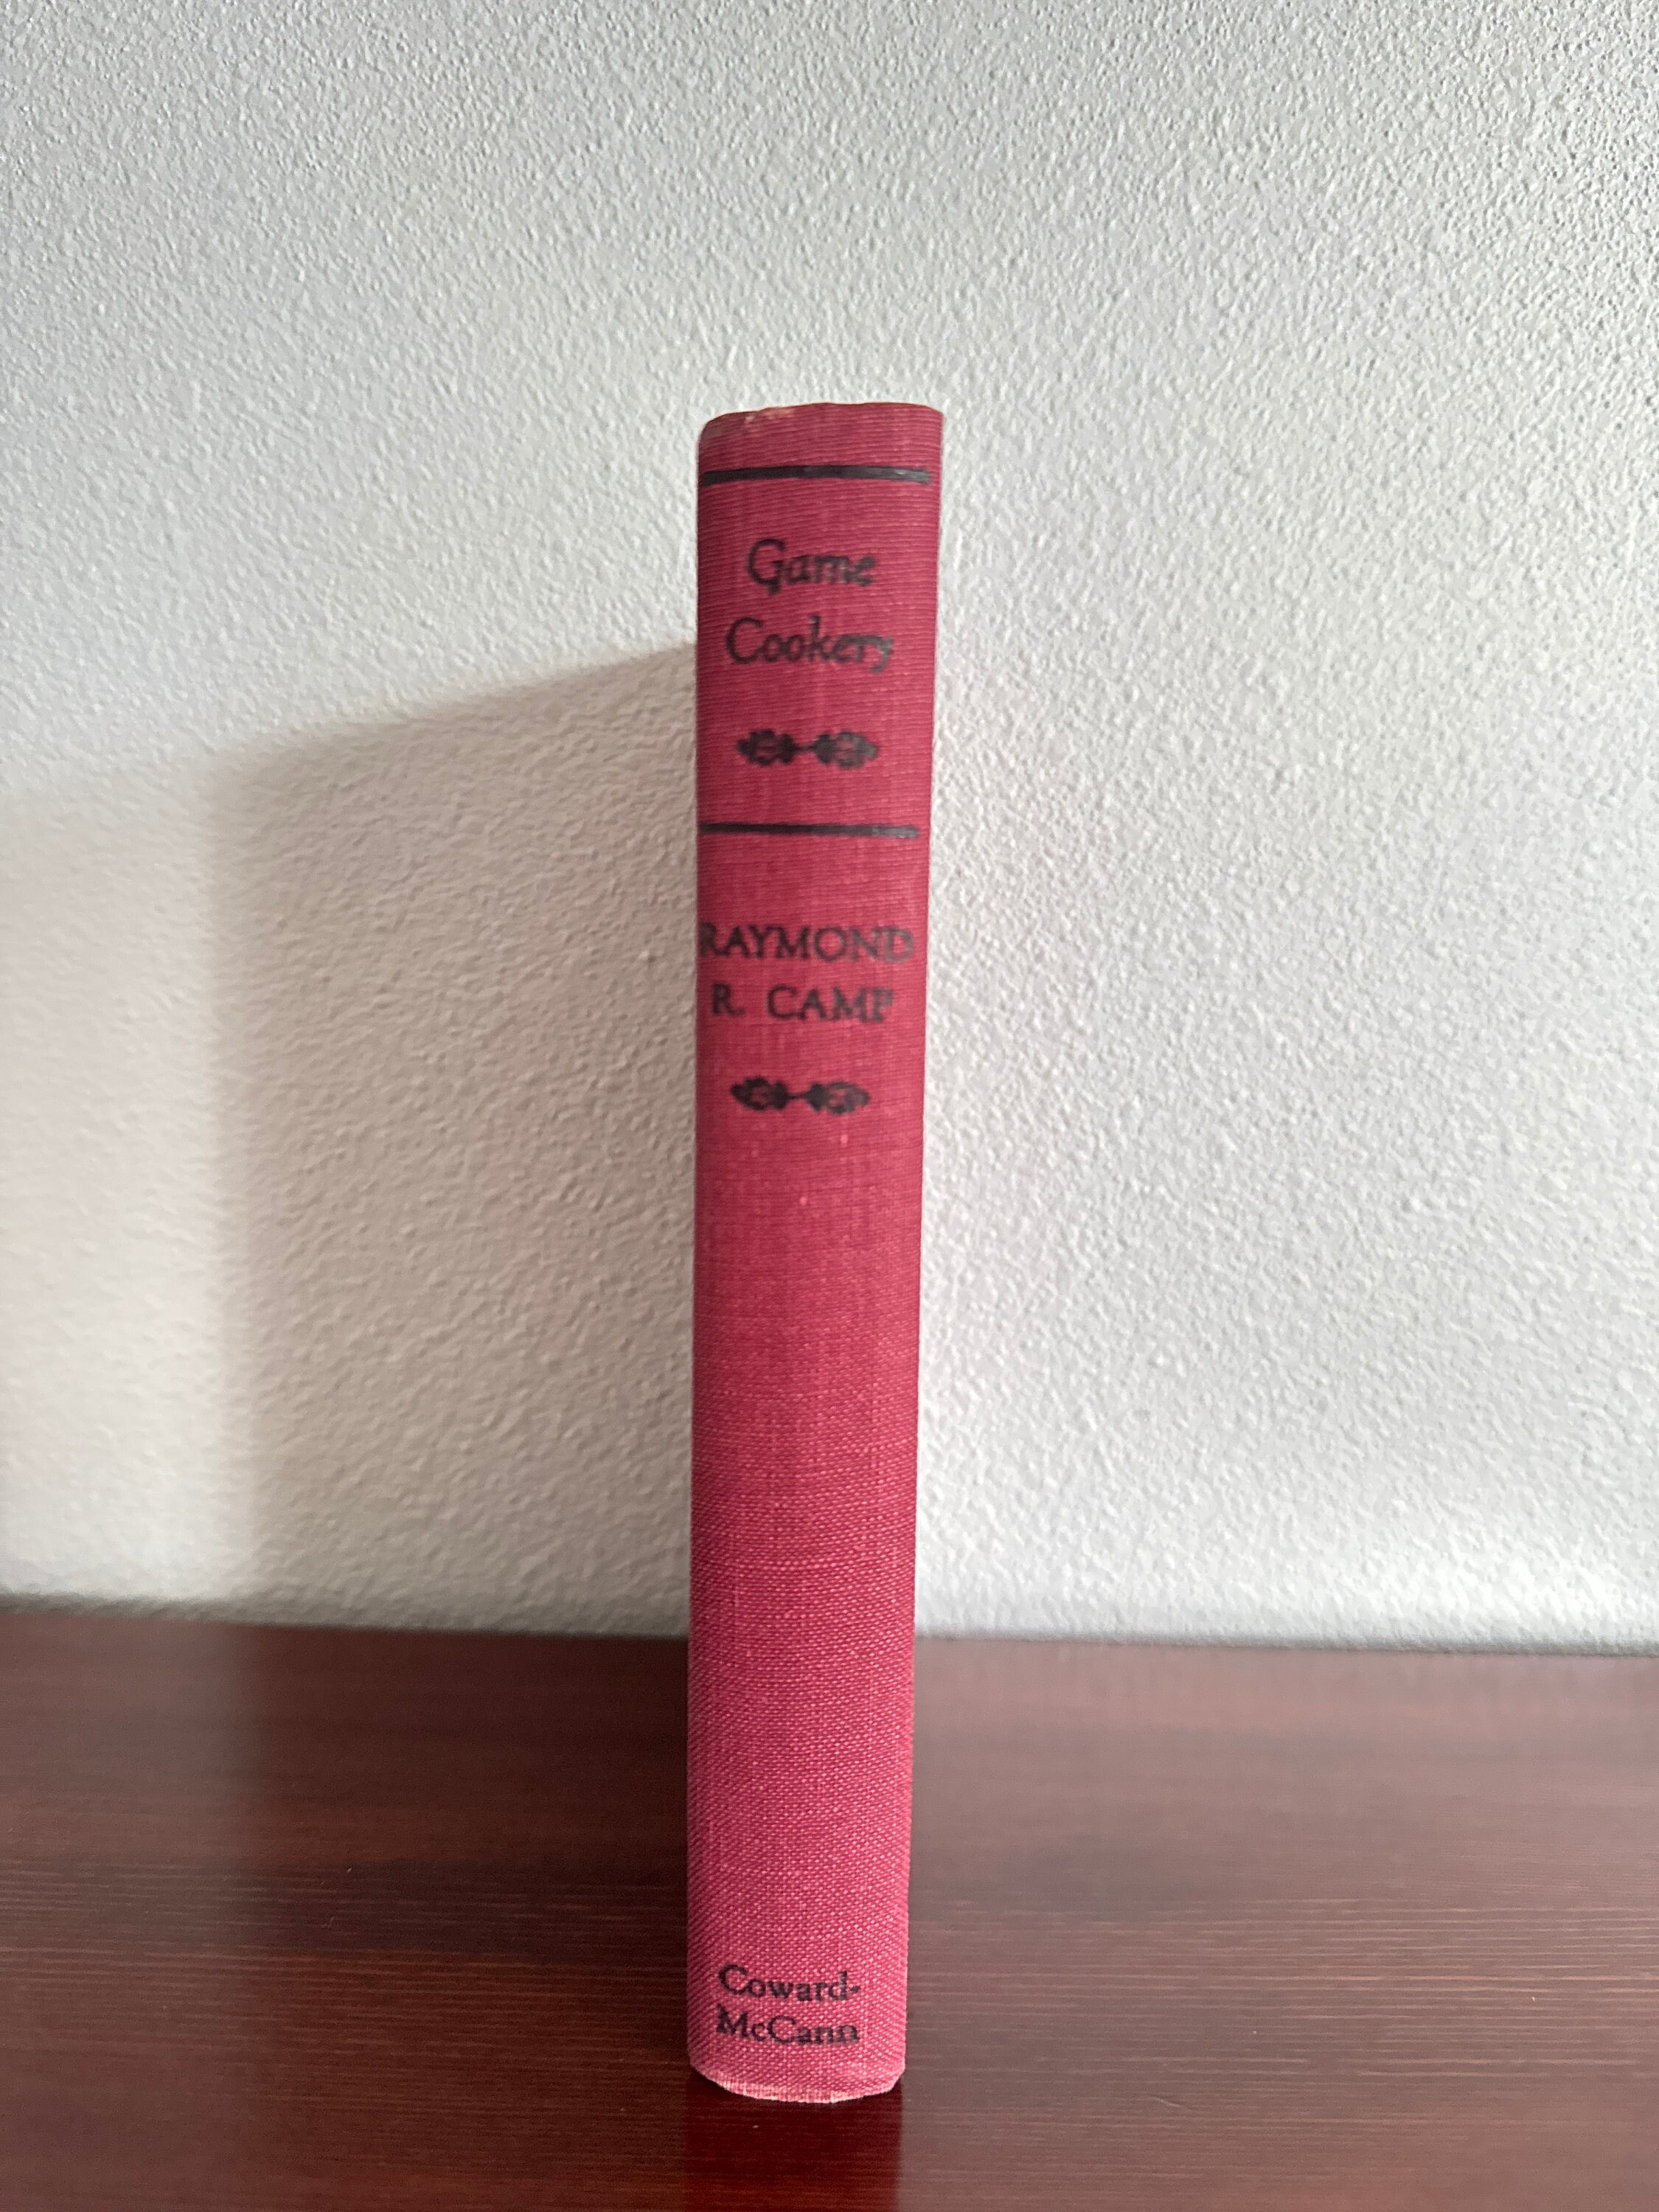 Game
Cookery
RAYMOND
R. CAMP
Coward-
McCann